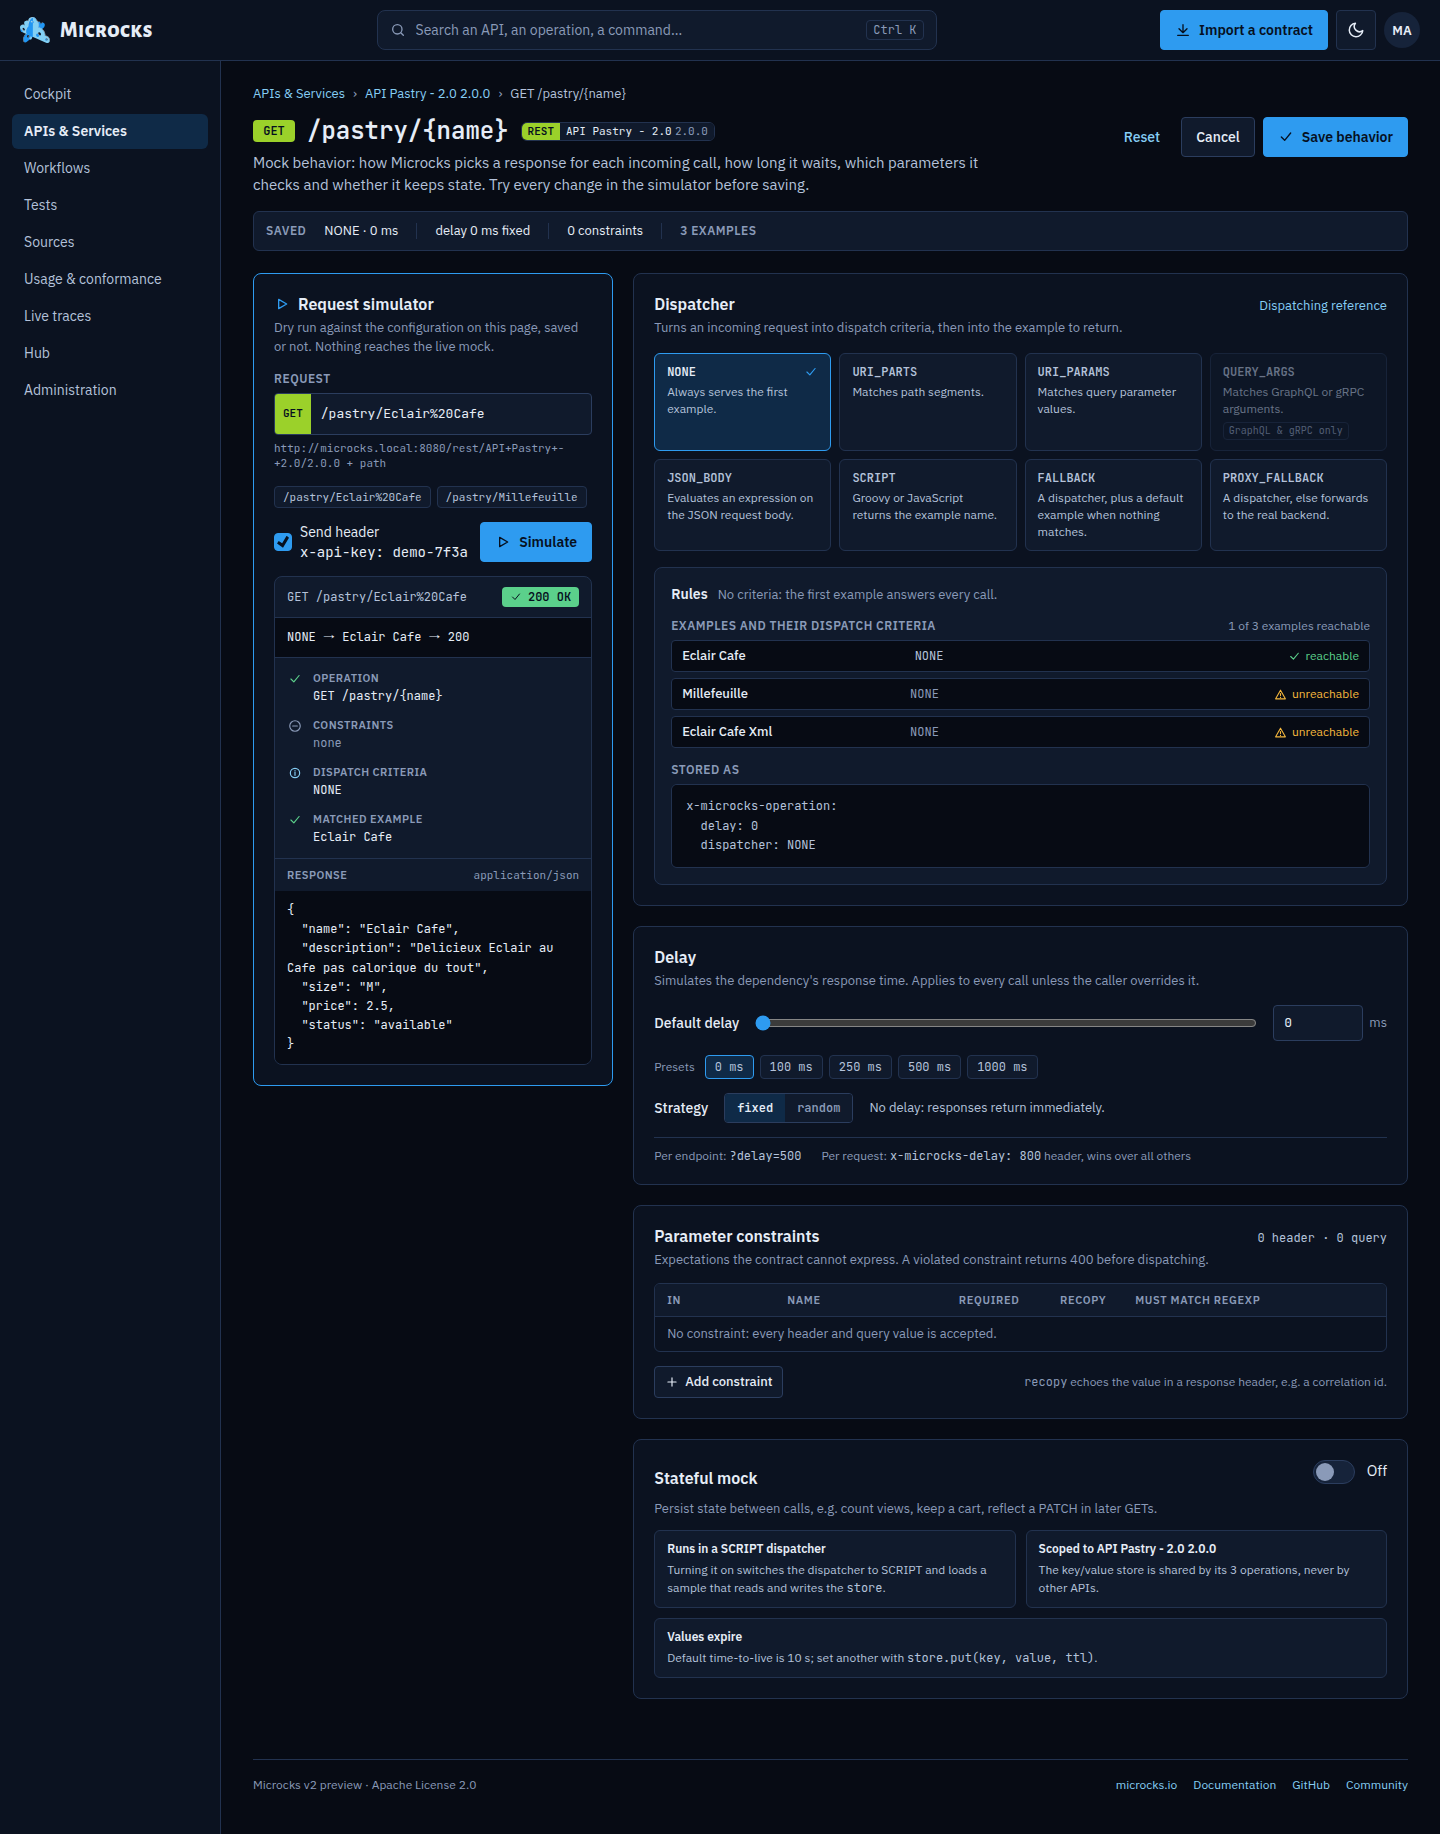 Microcks
Search an API, an operation, a command...
Ctrl K
Import a contract
MA
Cockpit
APIs & Services
Workflows
Tests
Sources
Usage & conformance
Live traces
Hub
Administration
APIs & Services › API Pastry - 2.0 2.0.0 › GET /pastry/{name}
GET /pastry/{name} REST API Pastry - 2.0 2.0.0
Reset
Cancel
Save behavior
Mock behavior: how Microcks picks a response for each incoming call, how long it waits, which parameters it
checks and whether it keeps state. Try every change in the simulator before saving.
SAVED NONE · 0 ms delay 0 ms fixed 0 constraints 3 EXAMPLES
Request simulator
Dry run against the configuration on this page, saved
or not. Nothing reaches the live mock.
REQUEST
GET /pastry/Eclair%20Cafe
http://microcks.local:8080/rest/API+Pastry+-
+2.0/2.0.0 + path
/pastry/Eclair%20Cafe /pastry/Millefeuille
Send header
x-api-key: demo-7f3a
Simulate
GET /pastry/Eclair%20Cafe 200 OK
NONE → Eclair Cafe → 200
OPERATION
GET /pastry/{name}
CONSTRAINTS
none
DISPATCH CRITERIA
NONE
MATCHED EXAMPLE
Eclair Cafe
RESPONSE application/json
{
"name": "Eclair Cafe",
"description": "Delicieux Eclair au
Cafe pas calorique du tout",
"size": "M",
"price": 2.5,
"status": "available"
}
Dispatcher
Dispatching reference
Turns an incoming request into dispatch criteria, then into the example to return.
NONE
Always serves the first
example.
URI_PARTS
Matches path segments.
URI_PARAMS
Matches query parameter
values.
QUERY_ARGS
Matches GraphQL or gRPC
arguments.
GraphQL & gRPC only
JSON_BODY
Evaluates an expression on
the JSON request body.
SCRIPT
Groovy or JavaScript
returns the example name.
FALLBACK
A dispatcher, plus a default
example when nothing
matches.
PROXY_FALLBACK
A dispatcher, else forwards
to the real backend.
Rules No criteria: the first example answers every call.
EXAMPLES AND THEIR DISPATCH CRITERIA 1 of 3 examples reachable
Eclair Cafe NONE reachable
Millefeuille NONE unreachable
Eclair Cafe Xml NONE unreachable
STORED AS
x-microcks-operation:
delay: 0
dispatcher: NONE
Delay
Simulates the dependency's response time. Applies to every call unless the caller overrides it.
Default delay 0 ms
Presets 0 ms 100 ms 250 ms 500 ms 1000 ms
Strategy fixed random No delay: responses return immediately.
Per endpoint: ?delay=500 Per request: x-microcks-delay: 800 header, wins over all others
Parameter constraints 0 header · 0 query
Expectations the contract cannot express. A violated constraint returns 400 before dispatching.
IN NAME REQUIRED RECOPY MUST MATCH REGEXP
No constraint: every header and query value is accepted.
Add constraint recopy echoes the value in a response header, e.g. a correlation id.
Stateful mock Off
Persist state between calls, e.g. count views, keep a cart, reflect a PATCH in later GETs.
Runs in a SCRIPT dispatcher
Turning it on switches the dispatcher to SCRIPT and loads a
sample that reads and writes the store.
Scoped to API Pastry - 2.0 2.0.0
The key/value store is shared by its 3 operations, never by
other APIs.
Values expire
Default time-to-live is 10 s; set another with store.put(key, value, ttl).
Microcks v2 preview · Apache License 2.0
microcks.io Documentation GitHub Community